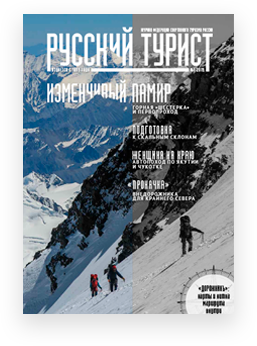 РУССКИЙ ТУРИСТ
ИЗМЕНЧИВЫЙ ПАМИР
ГОРНАЯ «ШЕСТЕРКА»
И ПЕРВОПРОХОД
ПОДГОТОВКА
К СКАЛЬНЫМ СКЛОНАМ
ЖЕНЩИНА НА КРАЮ
АВТОПОХОД ПО ЯКУТИИ
И ЧУКОТКЕ
«ПРОКАЧКА»
ВНЕДОРОЖНИКА
ДЛЯ КРАЙНЕГО СЕВЕРА